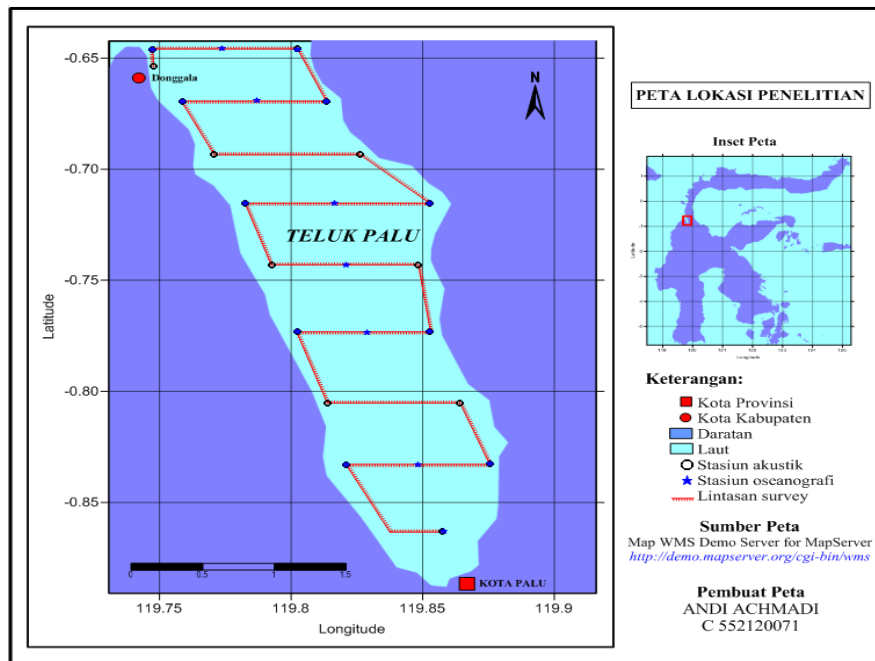 -0.65
-0.70
-0.75
-0.80
-0.85
Latitude
Donggala
N
TELUK PALU
0
0.5
1
1.5
KOTA PALU
119.75
119.8
119.85
119.9
Longitude
PETA LOKASI PENELITIAN
Inset Peta
Longitude
Keterangan:
Kota Provinsi
Kota Kabupaten
Daratan
Laut
Stasiun akustik
Stasiun oseanografi
Lintasan survey
Sumber Peta
Map WMS Demo Server for MapServer
http://demo.mapserver.org/cgi-bin/wms
Pembuat Peta
ANDI ACHMADI
C 552120071